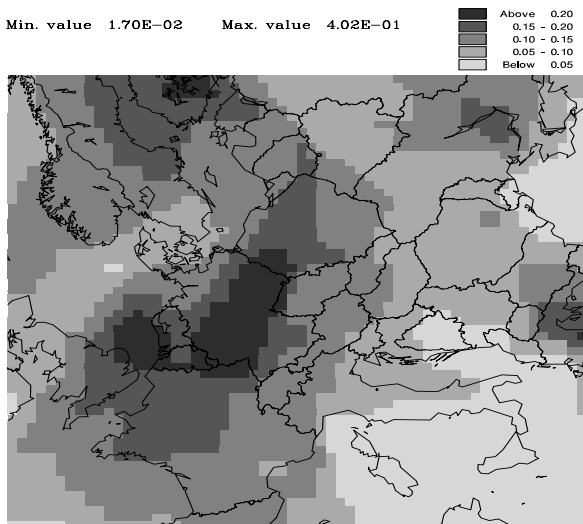 Min. value 1.70E-02 Max. value 4.02E-01
Above 0.20
0.15 - 0.20
0.10 - 0.15
0.05 - 0.10
Below 0.05